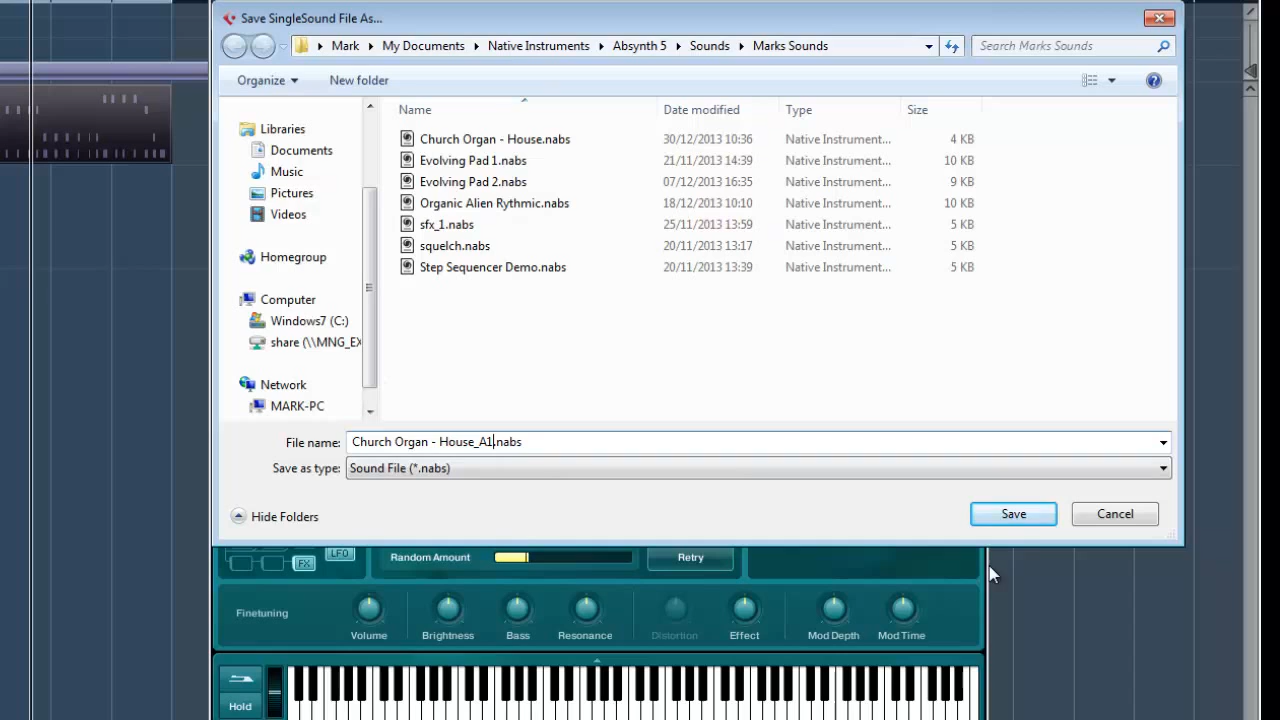 Save SingleSound File As...
Mark My Documents Native Instruments Absynth 5 Sounds Marks Sounds Search Marks Sounds
Organize New folder
Name Date modified Type Size
Libraries
Documents
Music
Pictures
Videos
Homegroup
Computer
Windows7 (C:)
share (\\MNG_EX
Network
MARK-PC
Church Organ - House.nabs 30/12/2013 10:36 Native Instrument... 4 KB
Evolving Pad 1.nabs 21/11/2013 14:39 Native Instrument... 10 KB
Evolving Pad 2.nabs 07/12/2013 16:35 Native Instrument... 9 KB
Organic Alien Rythmic.nabs 18/12/2013 10:10 Native Instrument... 10 KB
sfx_1.nabs 25/11/2013 13:59 Native Instrument... 5 KB
squelch.nabs 20/11/2013 13:17 Native Instrument... 5 KB
Step Sequencer Demo.nabs 20/11/2013 13:39 Native Instrument... 5 KB
File name: Church Organ - House_A1.nabs
Save as type: Sound File (*.nabs)
Hide Folders Save Cancel
LFO
FX
Random Amount Retry
Finetuning
Volume Brightness Bass Resonance Distortion Effect Mod Depth Mod Time
Hold